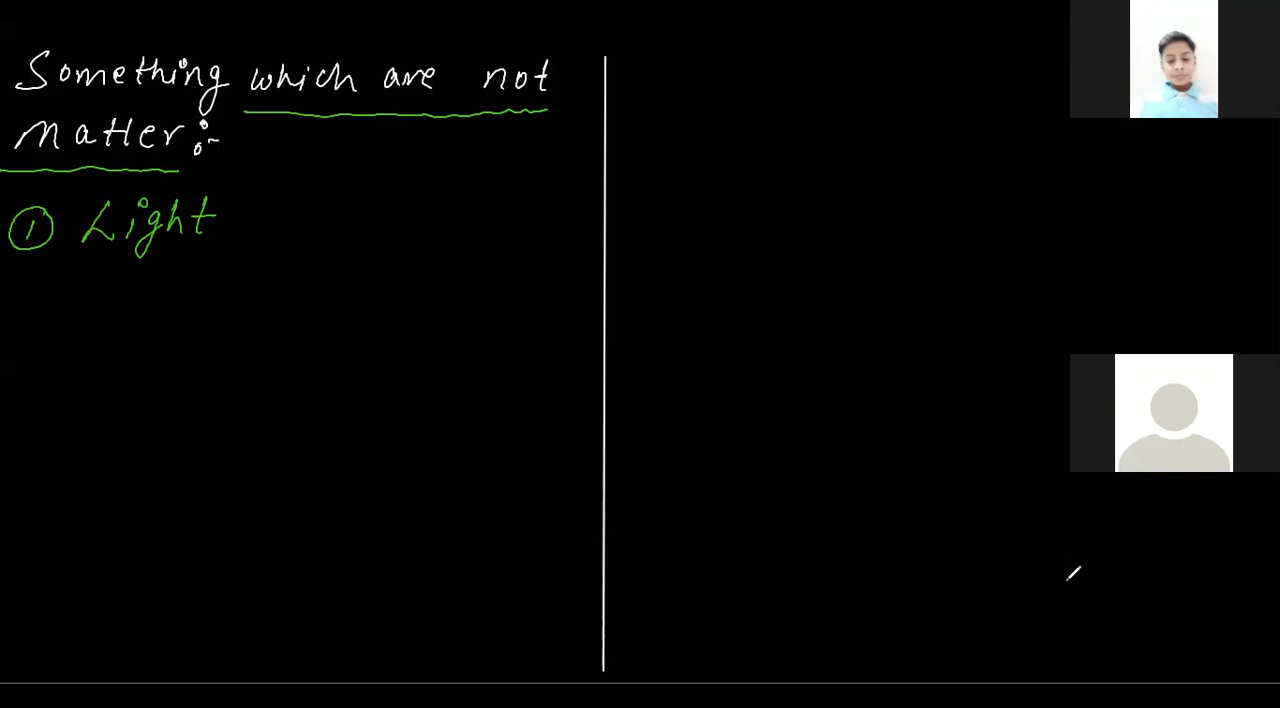 Something which are not
Matter:-
① Light